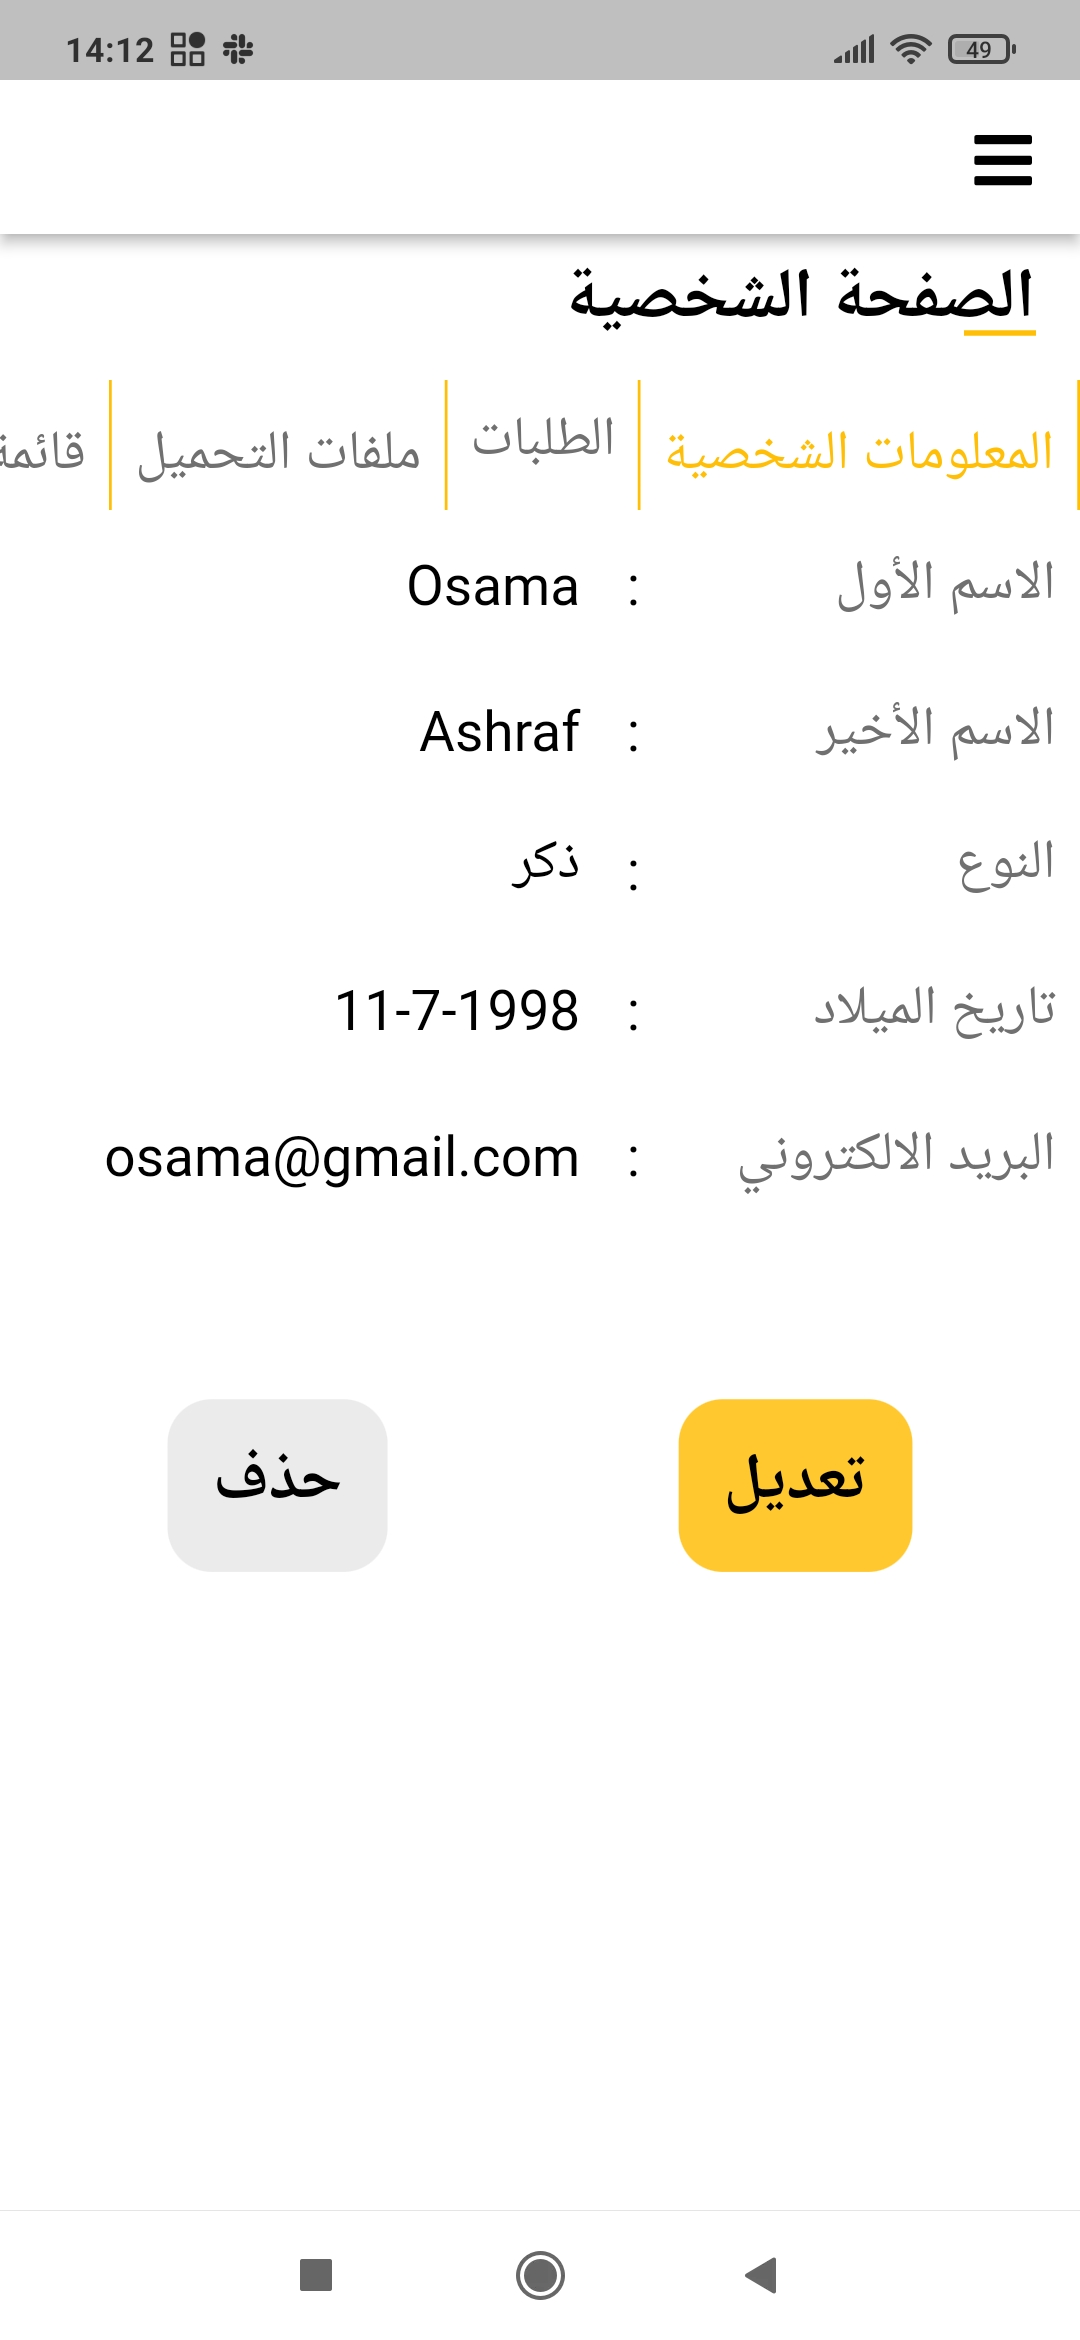 14:12 49
الصفحة الشخصية
المعلومات الشخصية الطلبات ملفات التحميل قائمة
الاسم الأول : Osama
الاسم الأخير : Ashraf
النوع : ذكر
تاريخ الميلاد : 11-7-1998
البريد الالكتروني : osama@gmail.com
تعديل حذف